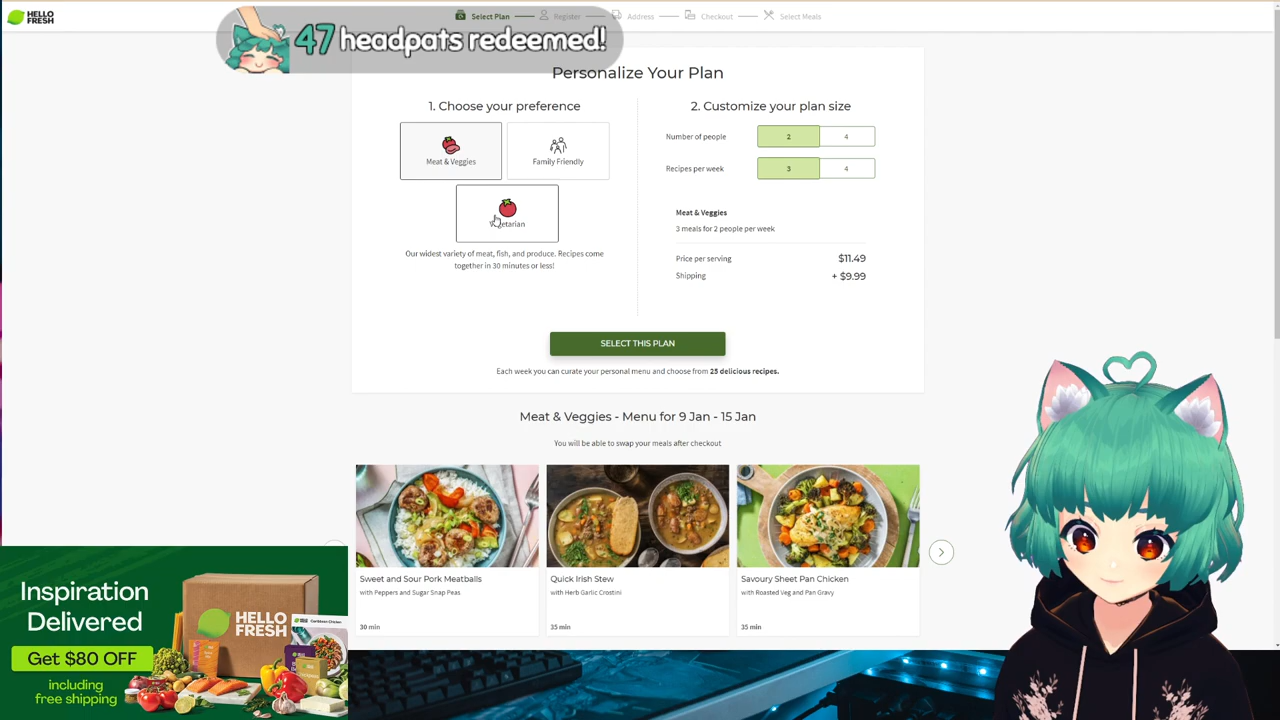 HELLO
FRESH
Select Plan
Register
Address
Checkout
Select Meals
47 headpats redeemed!
Personalize Your Plan
1. Choose your preference
Meat & Veggies
Family Friendly
Vegetarian
Our widest variety of meat, fish, and produce. Recipes come
together in 30 minutes or less!
2. Customize your plan size
Number of people
2
4
Recipes per week
3
4
Meat & Veggies
3 meals for 2 people per week
Price per serving
$11.49
Shipping
+ $9.99
SELECT THIS PLAN
Each week you can curate your personal menu and choose from 25 delicious recipes.
Meat & Veggies - Menu for 9 Jan - 15 Jan
You will be able to swap your meals after checkout
Sweet and Sour Pork Meatballs
with Peppers and Sugar Snap Peas
30 min
Quick Irish Stew
with Herb Garlic Crostini
35 min
Savoury Sheet Pan Chicken
with Roasted Veg and Pan Gravy
35 min
Inspiration
Delivered
Get $80 OFF
including
free shipping
HELLO
FRESH
Caribbean Chicken